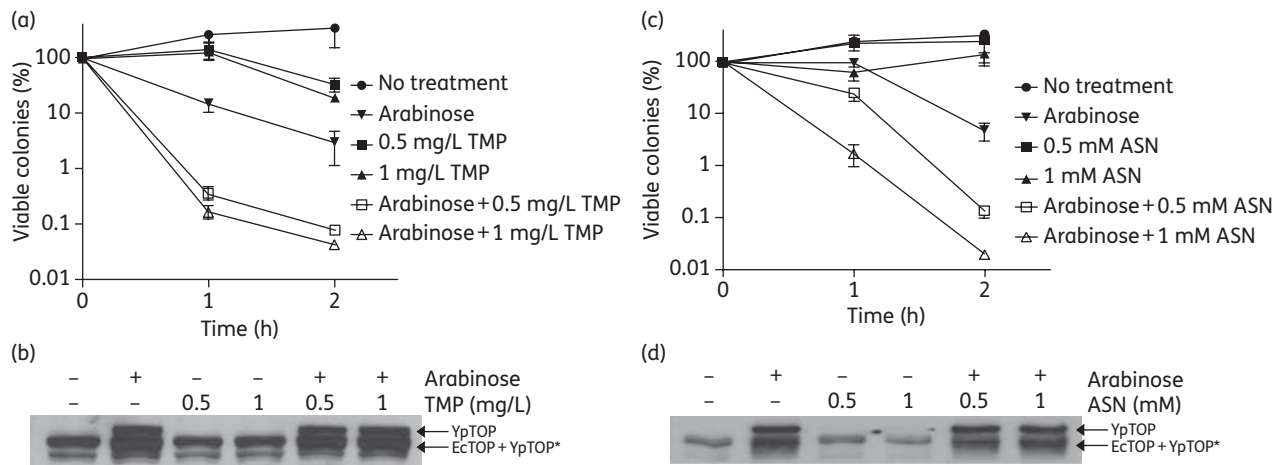 (a)
Viable colonies (%)
100
10
1
0.1
0.01
0
1
2
Time (h)
No treatment
Arabinose
0.5 mg/L TMP
1 mg/L TMP
Arabinose+0.5 mg/L TMP
Arabinose+1 mg/L TMP
(c)
Viable colonies (%)
100
10
1
0.1
0.01
0
1
2
Time (h)
No treatment
Arabinose
0.5 mM ASN
1 mM ASN
Arabinose+0.5 mM ASN
Arabinose+1 mM ASN
(b)
– + – – + + Arabinose
– – 0.5 1 0.5 1 TMP (mg/L)
YpTOP
EcTOP + YpTOP*
(d)
– + – – + + Arabinose
– – 0.5 1 0.5 1 ASN (mM)
YpTOP
EcTOP + YpTOP*